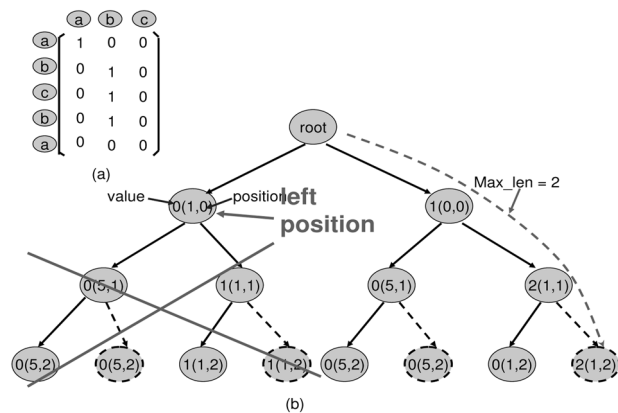 a b c
a 1 0 0
b 0 1 0
c 0 1 0
b 0 1 0
a 0 0 0
(a)
root
Max_len = 2
value
position
left
position
0(1,0)
1(0,0)
0(5,1)
1(1,1)
0(5,1)
2(1,1)
0(5,2)
0(5,2)
1(1,2)
1(1,2)
0(5,2)
0(5,2)
0(1,2)
2(1,2)
(b)